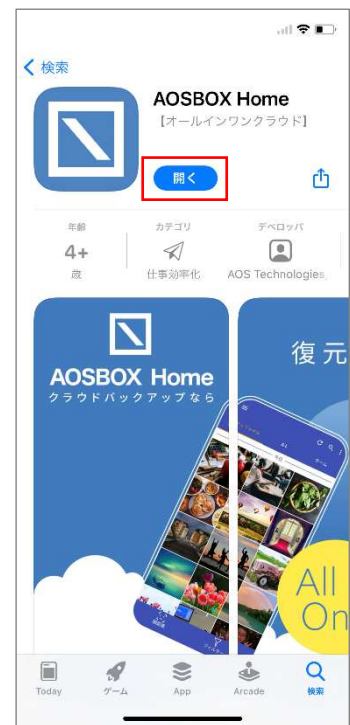 検索
AOSBOX Home
【オールインワンクラウド】
開く
年齢
カテゴリ
デベロッパ
4+
歳
仕事効率化
AOS Technologies,
AOSBOX Home
クラウドバックアップなら
復元
All
On
Today
ゲーム
App
Arcade
検索